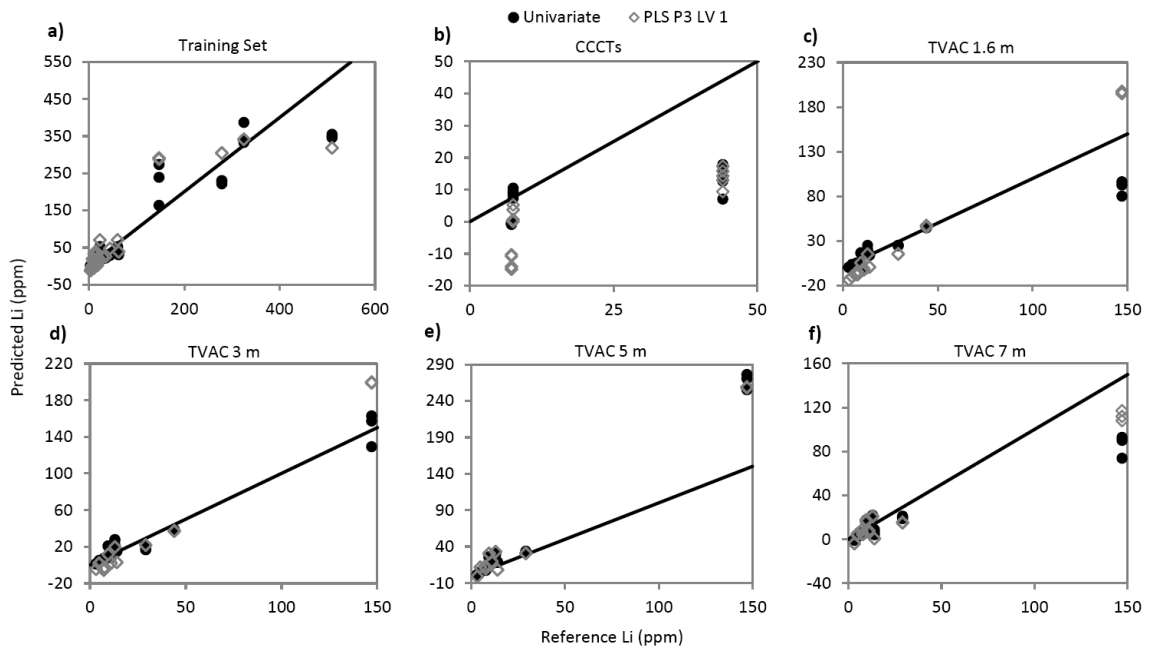 Univariate PLS P3 LV 1
a) Training Set
b) CCCTs
c) TVAC 1.6 m
550
450
350
250
150
50
-50
0 200 400 600
50
40
30
20
10
0
-10
-20
0 25 50
230
180
130
80
30
-20
0 50 100 150
Predicted Li (ppm)
d) TVAC 3 m
e) TVAC 5 m
f) TVAC 7 m
220
180
140
100
60
20
-20
0 50 100 150
290
240
190
140
90
40
-10
0 50 100 150
160
120
80
40
0
-40
0 50 100 150
Reference Li (ppm)